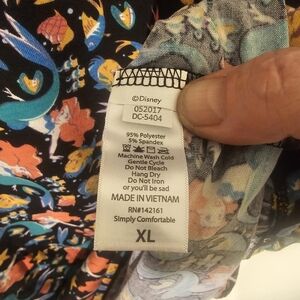 ©Disney
052017
DC-5404
95% Polyester
5% Spandex
Machine Wash Cold
Gentle Cycle
Do Not Bleach
Hang Dry
Do Not Iron
or you'll be sad
MADE IN VIETNAM
RN#142161
Simply Comfortable
XL